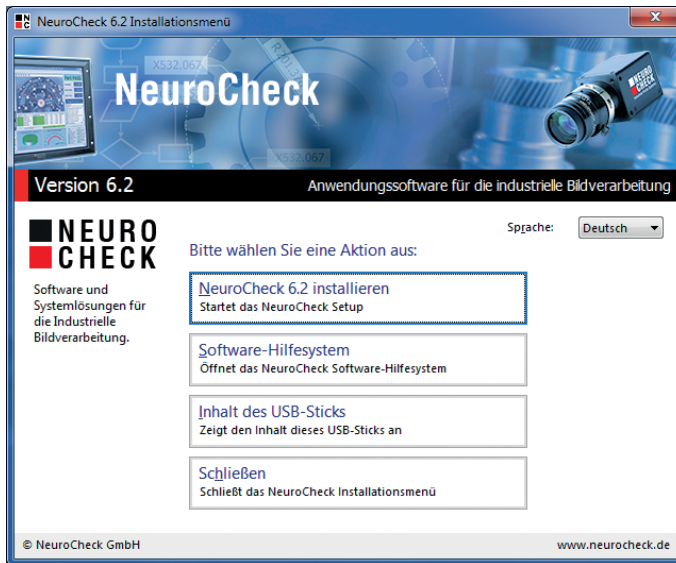 NeuroCheck 6.2 Installationsmenü
X532.067
R701.3
NeuroCheck
NEURO
CHECK
X532.067
Version 6.2
Anwendungssoftware für die industrielle Bildverarbeitung
NEURO
CHECK
Software und
Systemlösungen für
die Industrielle
Bildverarbeitung.
Sprache:
Deutsch
Bitte wählen Sie eine Aktion aus:
NeuroCheck 6.2 installieren
Startet das NeuroCheck Setup
Software-Hilfesystem
Öffnet das NeuroCheck Software-Hilfesystem
Inhalt des USB-Sticks
Zeigt den Inhalt dieses USB-Sticks an
Schließen
Schließt das NeuroCheck Installationsmenü
© NeuroCheck GmbH
www.neurocheck.de